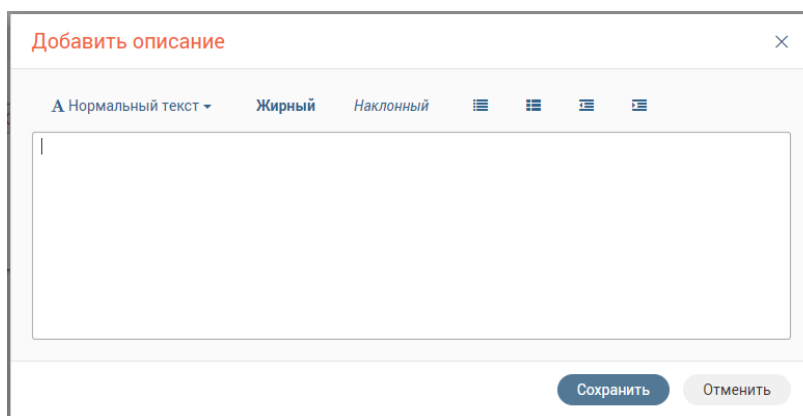 Добавить описание
A Нормальный текст Жирный Наклонный
Сохранить Отменить